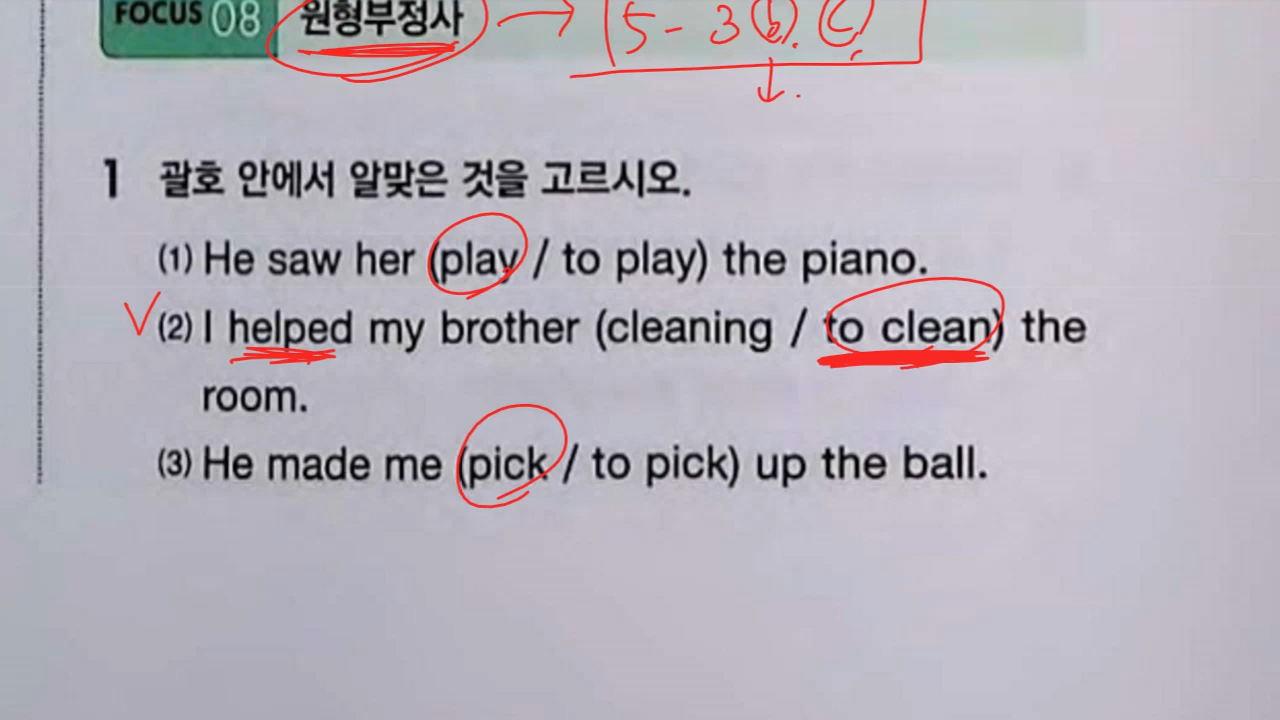 FOCUS 08 원형부정사 → 5-3 (b). (c).
1 괄호 안에서 알맞은 것을 고르시오.
(1) He saw her (play / to play) the piano.
(2) I helped my brother (cleaning / to clean) the
room.
(3) He made me (pick / to pick) up the ball.